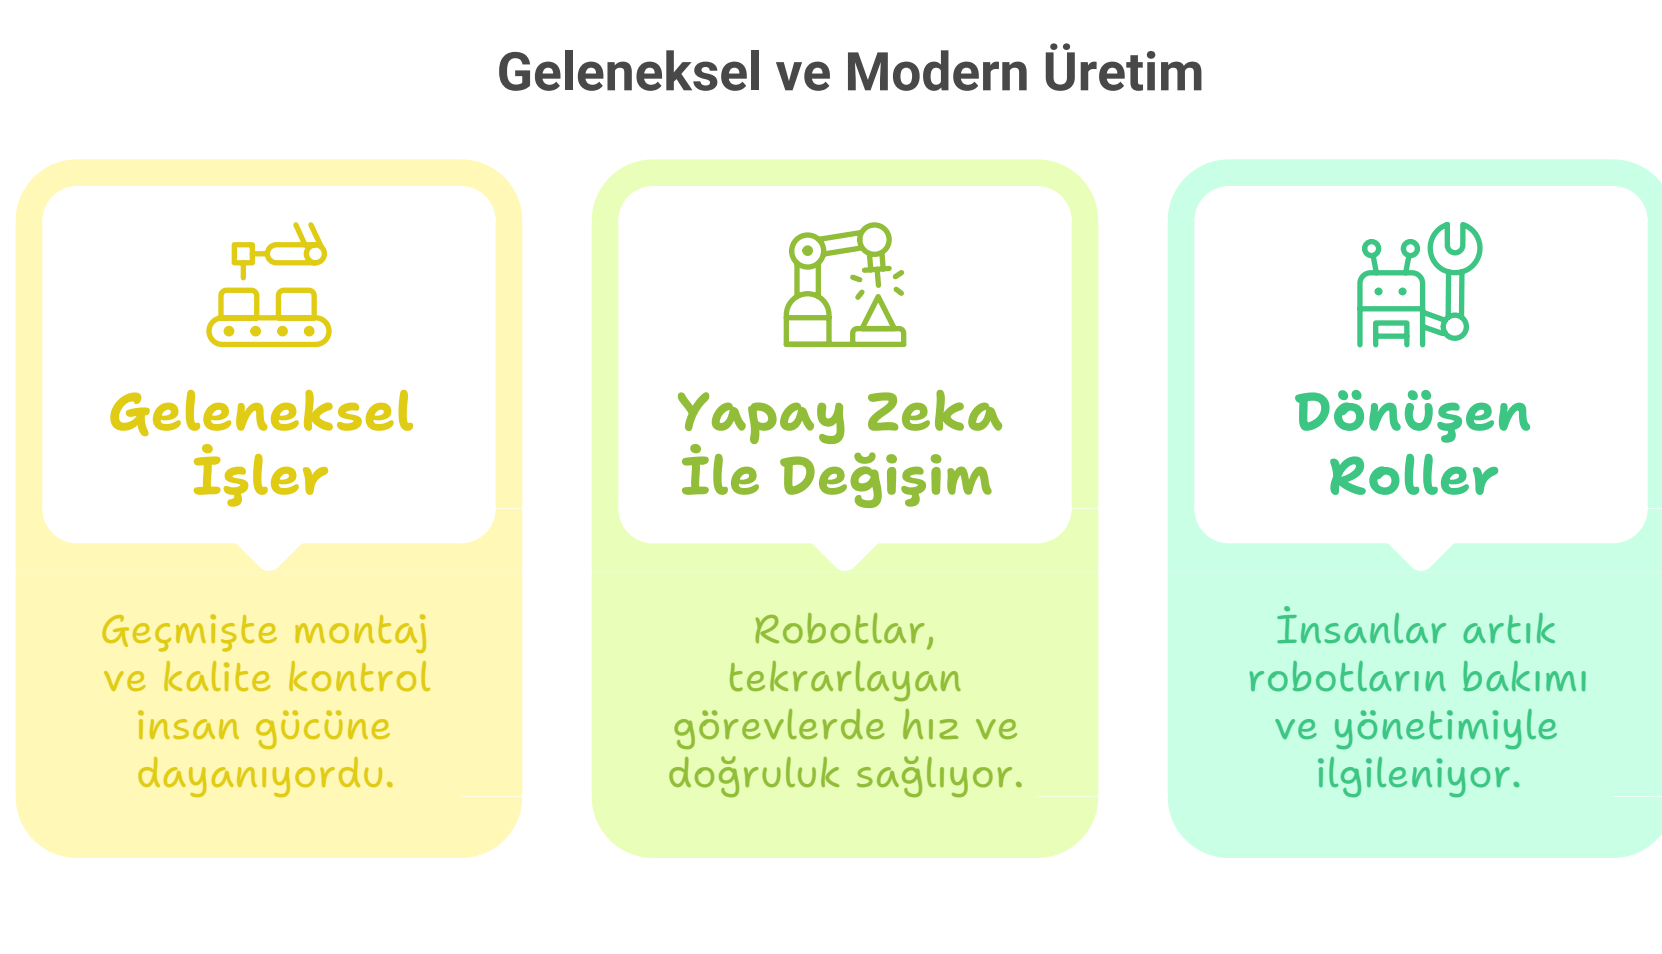 Geleneksel ve Modern Üretim
Geleneksel
İşler
Geçmişte montaj
ve kalite kontrol
insan gücüne
dayanıyordu.
Yapay Zeka
İle Değişim
Robotlar,
tekrarlayan
görevlerde hız ve
doğruluk sağlıyor.
Dönüşen
Roller
İnsanlar artık
robotların bakımı
ve yönetimiyle
ilgileniyor.